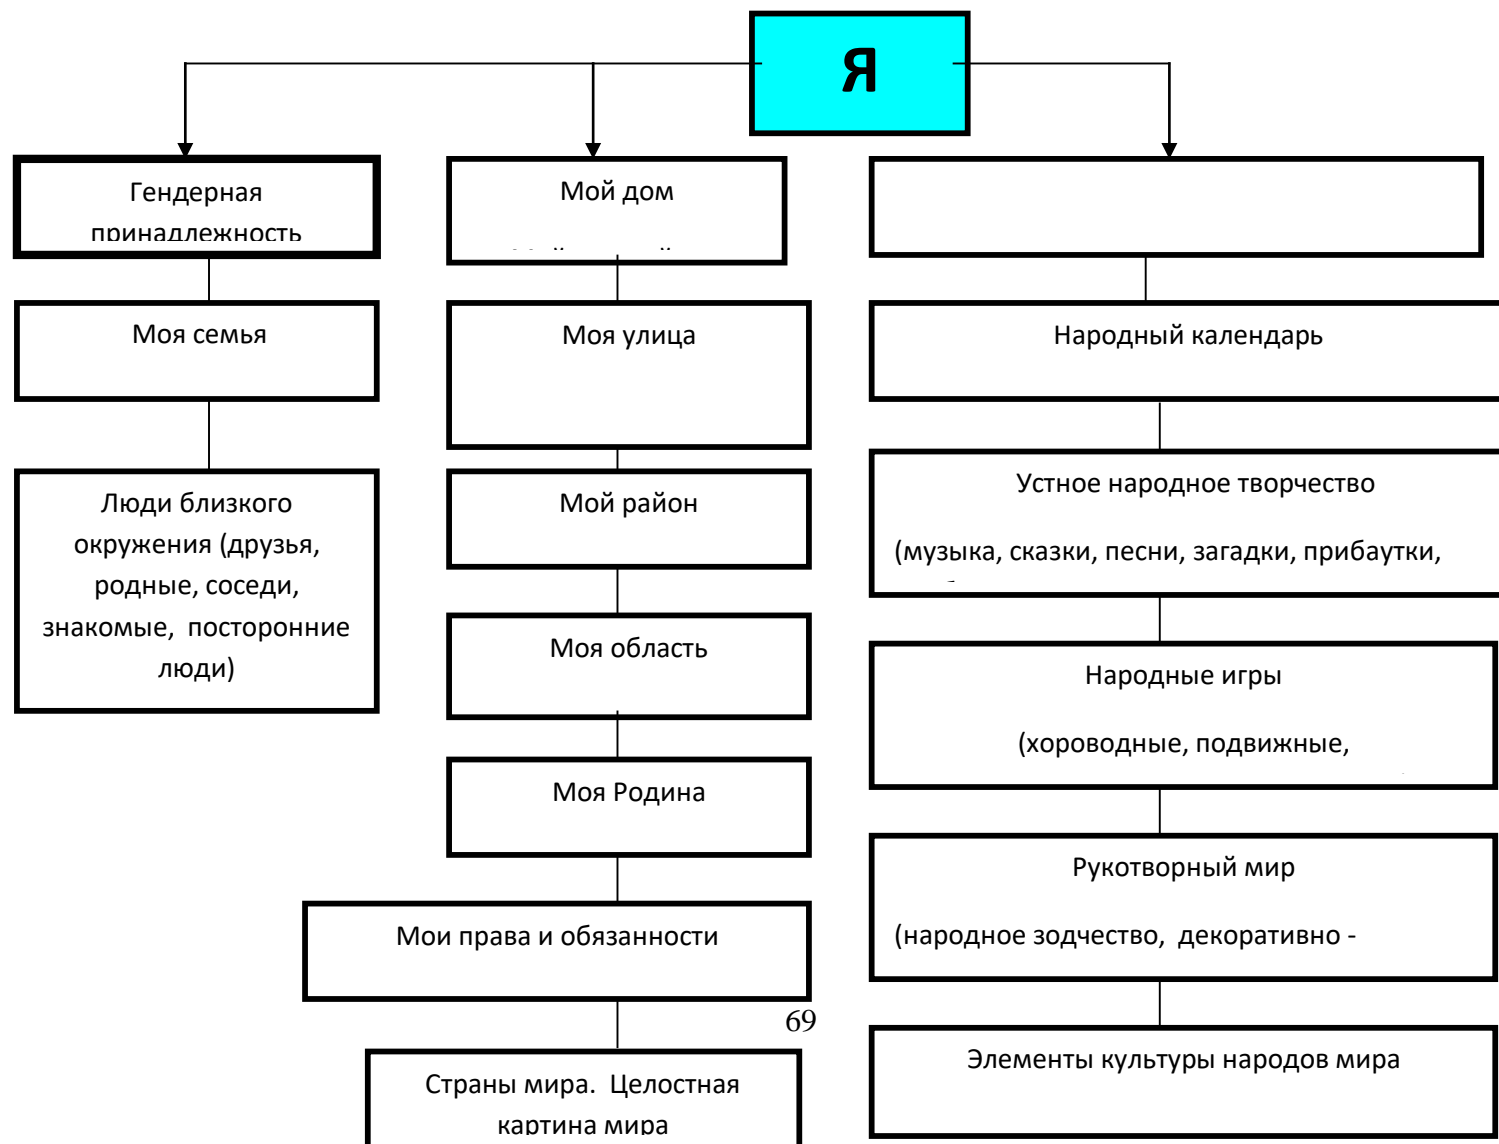 Я
Гендерная
принадлежность
Моя семья
Люди близкого
окружения (друзья,
родные, соседи,
знакомые, посторонние
люди)
Мой дом
Моя улица
Мой район
Моя область
Моя Родина
Мои права и обязанности
Страны мира. Целостная
картина мира
Народный календарь
Устное народное творчество
(музыка, сказки, песни, загадки, прибаутки,
Народные игры
(хороводные, подвижные,
Рукотворный мир
(народное зодчество, декоративно -
Элементы культуры народов мира
69